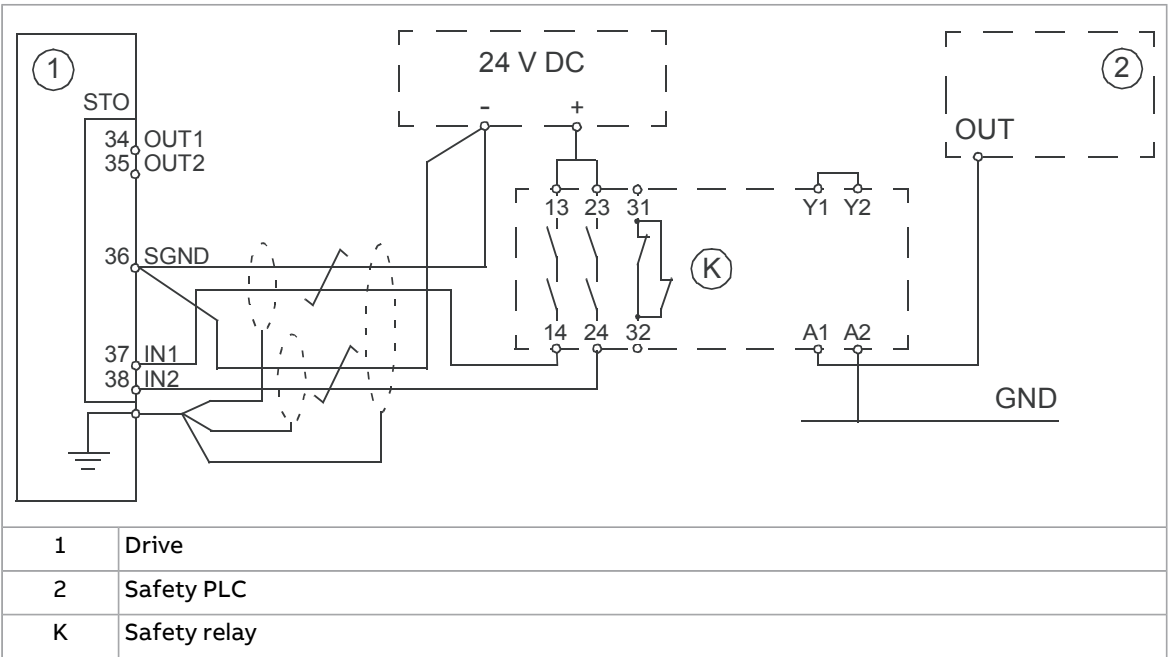 1
24 V DC
2
STO
- +
OUT
34 OUT1
35 OUT2
13 23 31
Y1 Y2
36 SGND
K
14 24 32
A1 A2
37 IN1
38 IN2
GND
1 Drive
2 Safety PLC
K Safety relay